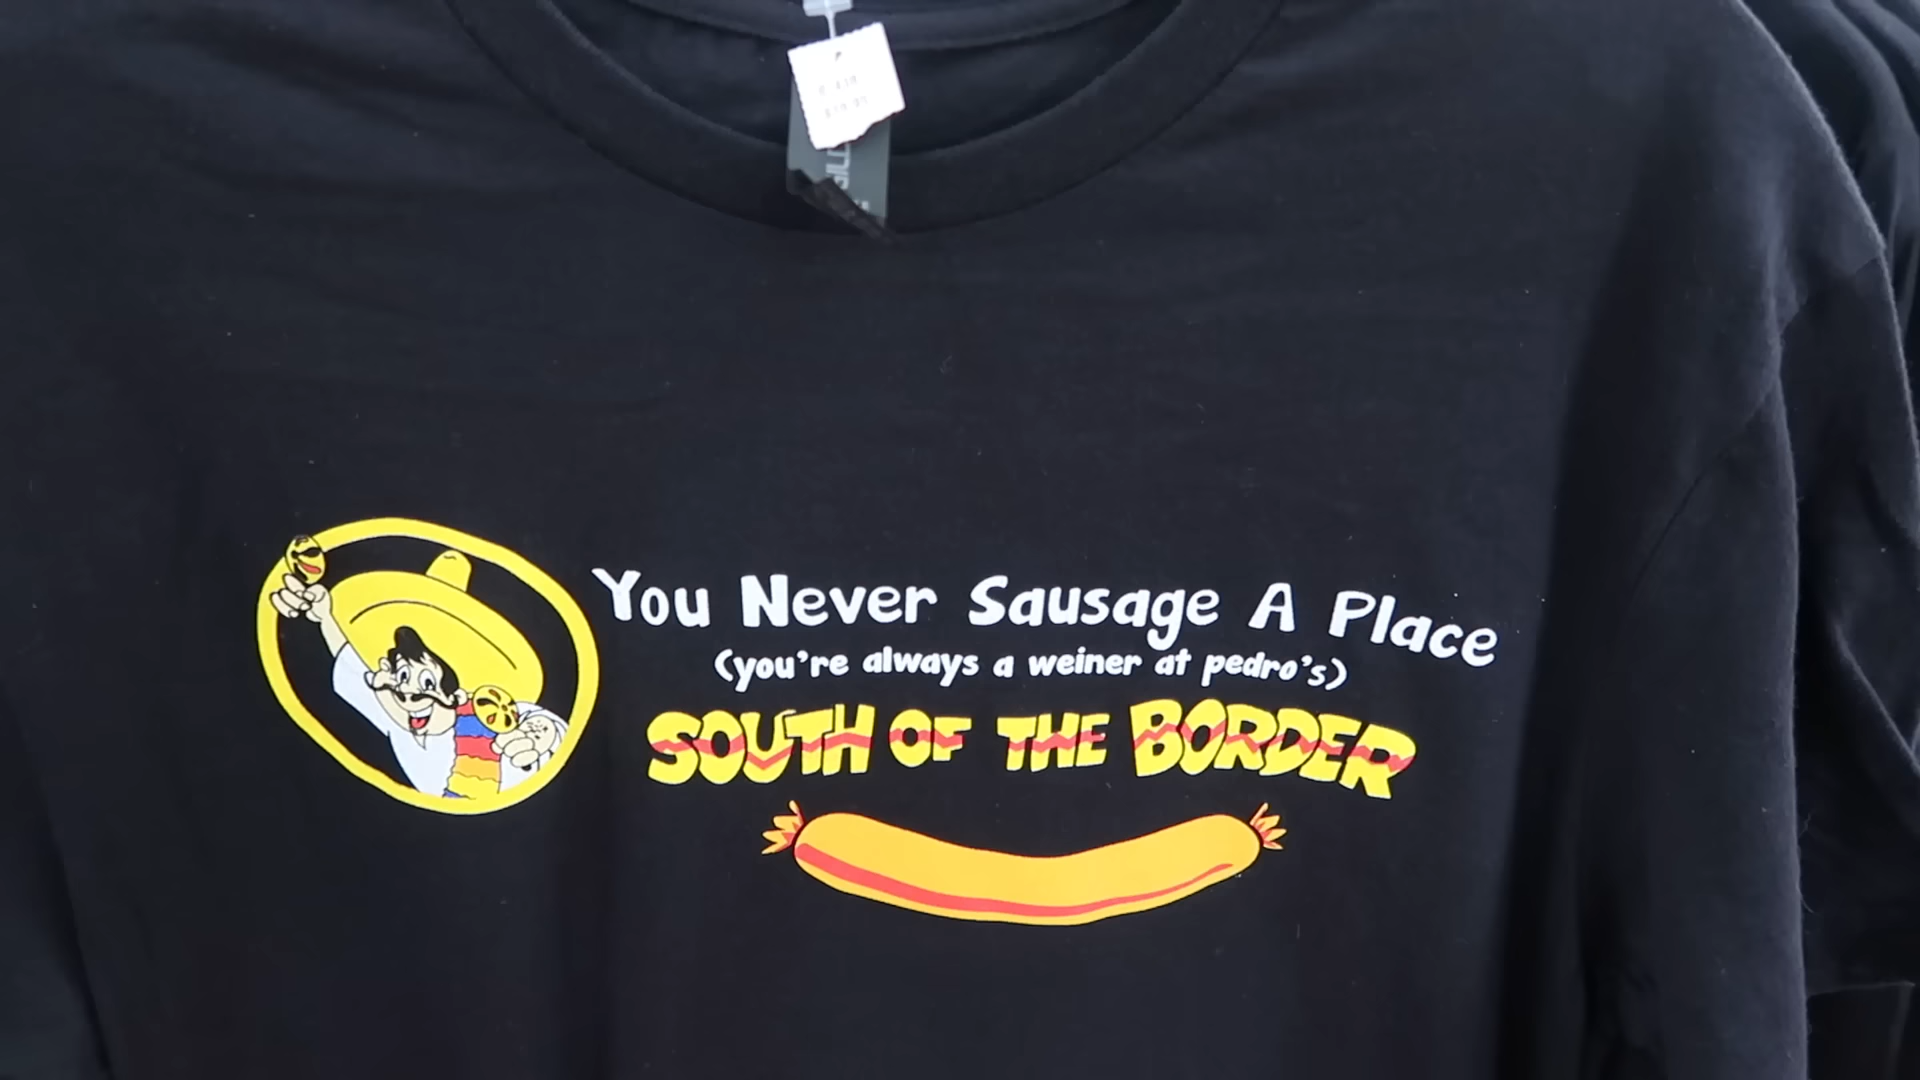 You Never Sausage A Place
(you're always a weiner at pedro's)
SOUTH OF THE BORDER